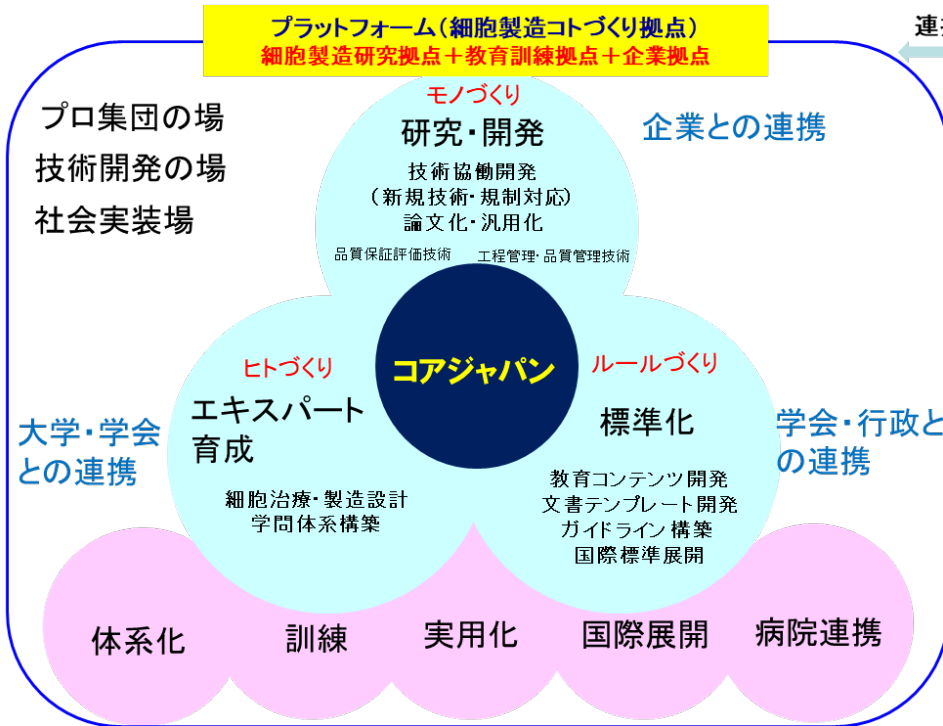 プラットフォーム(細胞製造コトづくり拠点)
細胞製造研究拠点+教育訓練拠点+企業拠点
連
プロ集団の場
技術開発の場
社会実装場
モノづくり
研究・開発
技術協働開発
(新規技術・規制対応)
論文化・汎用化
品質保証評価技術
工程管理・品質管理技術
企業との連携
コアジャパン
ヒトづくり
エキスパート
育成
細胞治療・製造設計
学問体系構築
大学・学会
との連携
ルールづくり
標準化
教育コンテンツ開発
文書テンプレート開発
ガイドライン構築
国際標準展開
学会・行政と
の連携
体系化
訓練
実用化
国際展開
病院連携